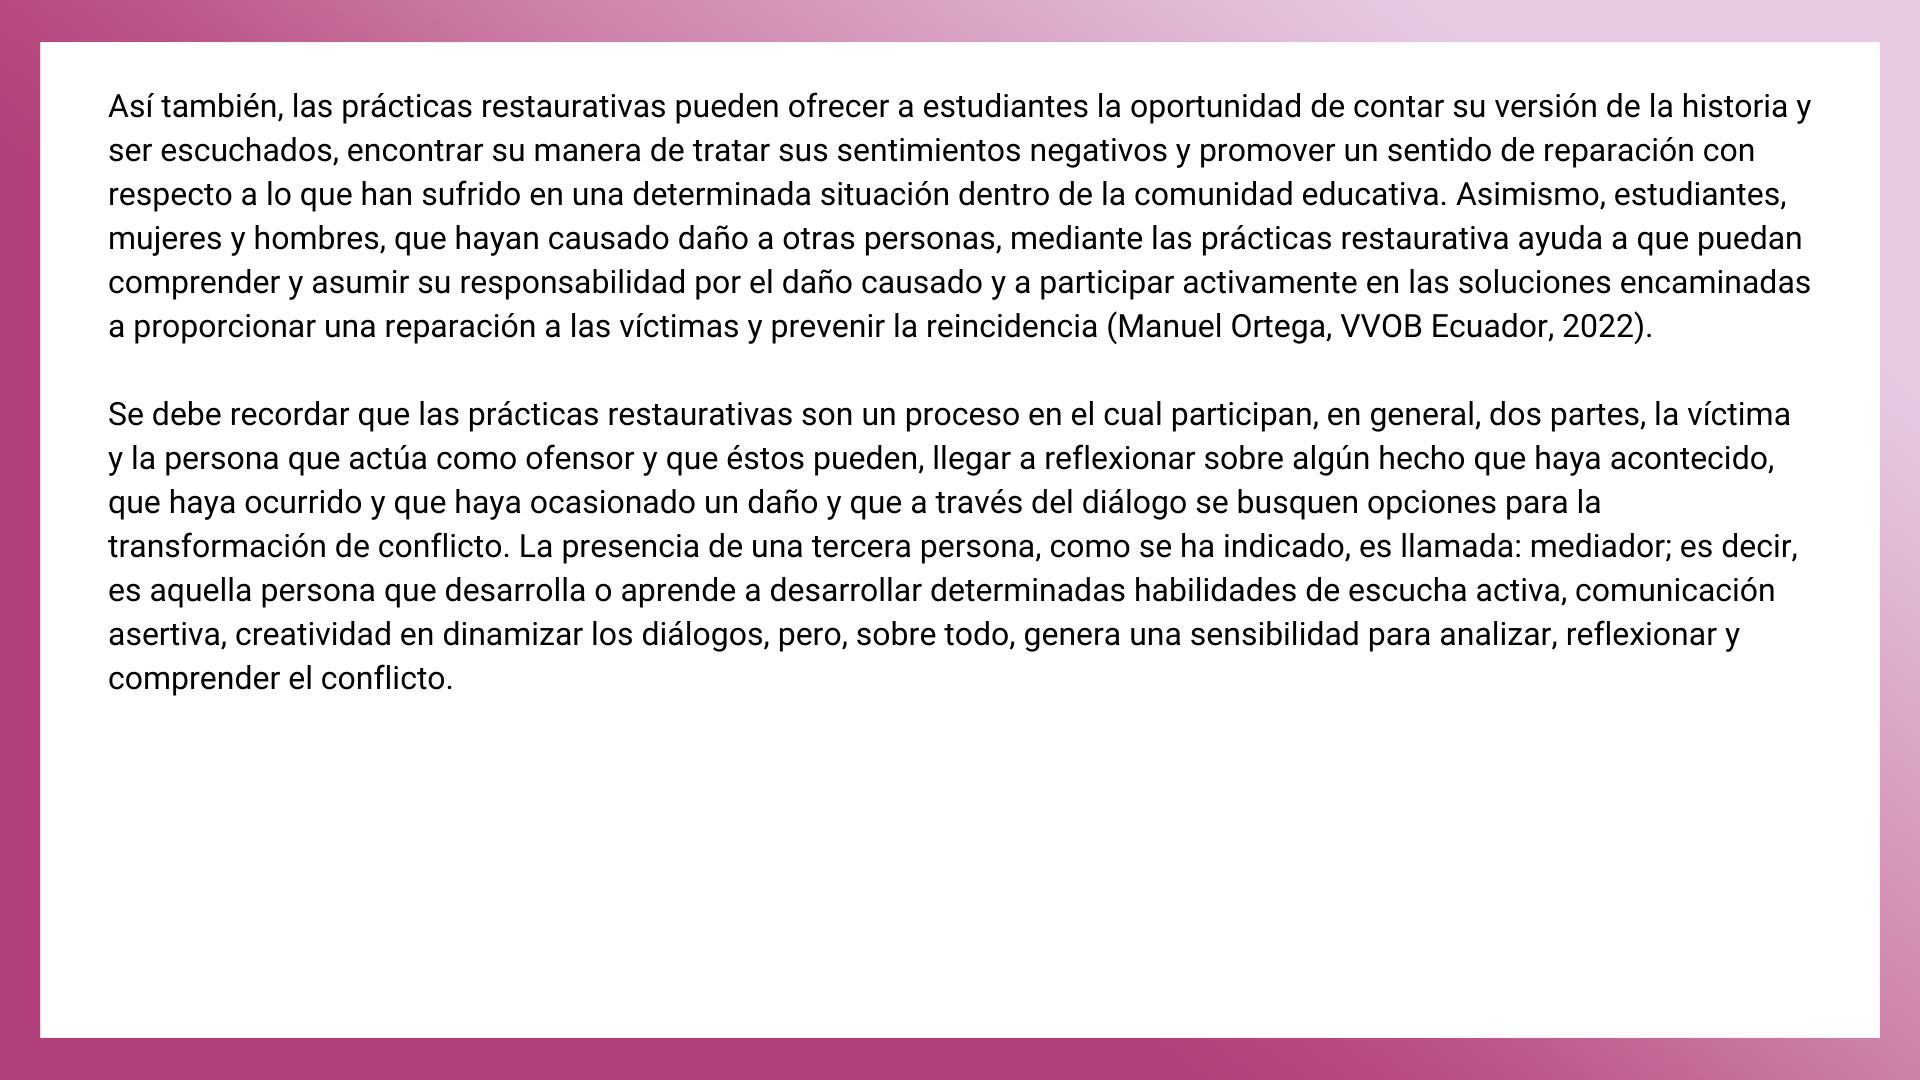 Así también, las prácticas restaurativas pueden ofrecer a estudiantes la oportunidad de contar su versión de la historia y
ser escuchados, encontrar su manera de tratar sus sentimientos negativos y promover un sentido de reparación con
respecto a lo que han sufrido en una determinada situación dentro de la comunidad educativa. Asimismo, estudiantes,
mujeres y hombres, que hayan causado daño a otras personas, mediante las prácticas restaurativa ayuda a que puedan
comprender y asumir su responsabilidad por el daño causado y a participar activamente en las soluciones encaminadas
a proporcionar una reparación a las víctimas y prevenir la reincidencia (Manuel Ortega, VVOB Ecuador, 2022).
Se debe recordar que las prácticas restaurativas son un proceso en el cual participan, en general, dos partes, la víctima
y la persona que actúa como ofensor y que éstos pueden, llegar a reflexionar sobre algún hecho que haya acontecido,
que haya ocurrido y que haya ocasionado un daño y que a través del diálogo se busquen opciones para la
transformación de conflicto. La presencia de una tercera persona, como se ha indicado, es llamada: mediador; es decir,
es aquella persona que desarrolla o aprende a desarrollar determinadas habilidades de escucha activa, comunicación
asertiva, creatividad en dinamizar los diálogos, pero, sobre todo, genera una sensibilidad para analizar, reflexionar y
comprender el conflicto.